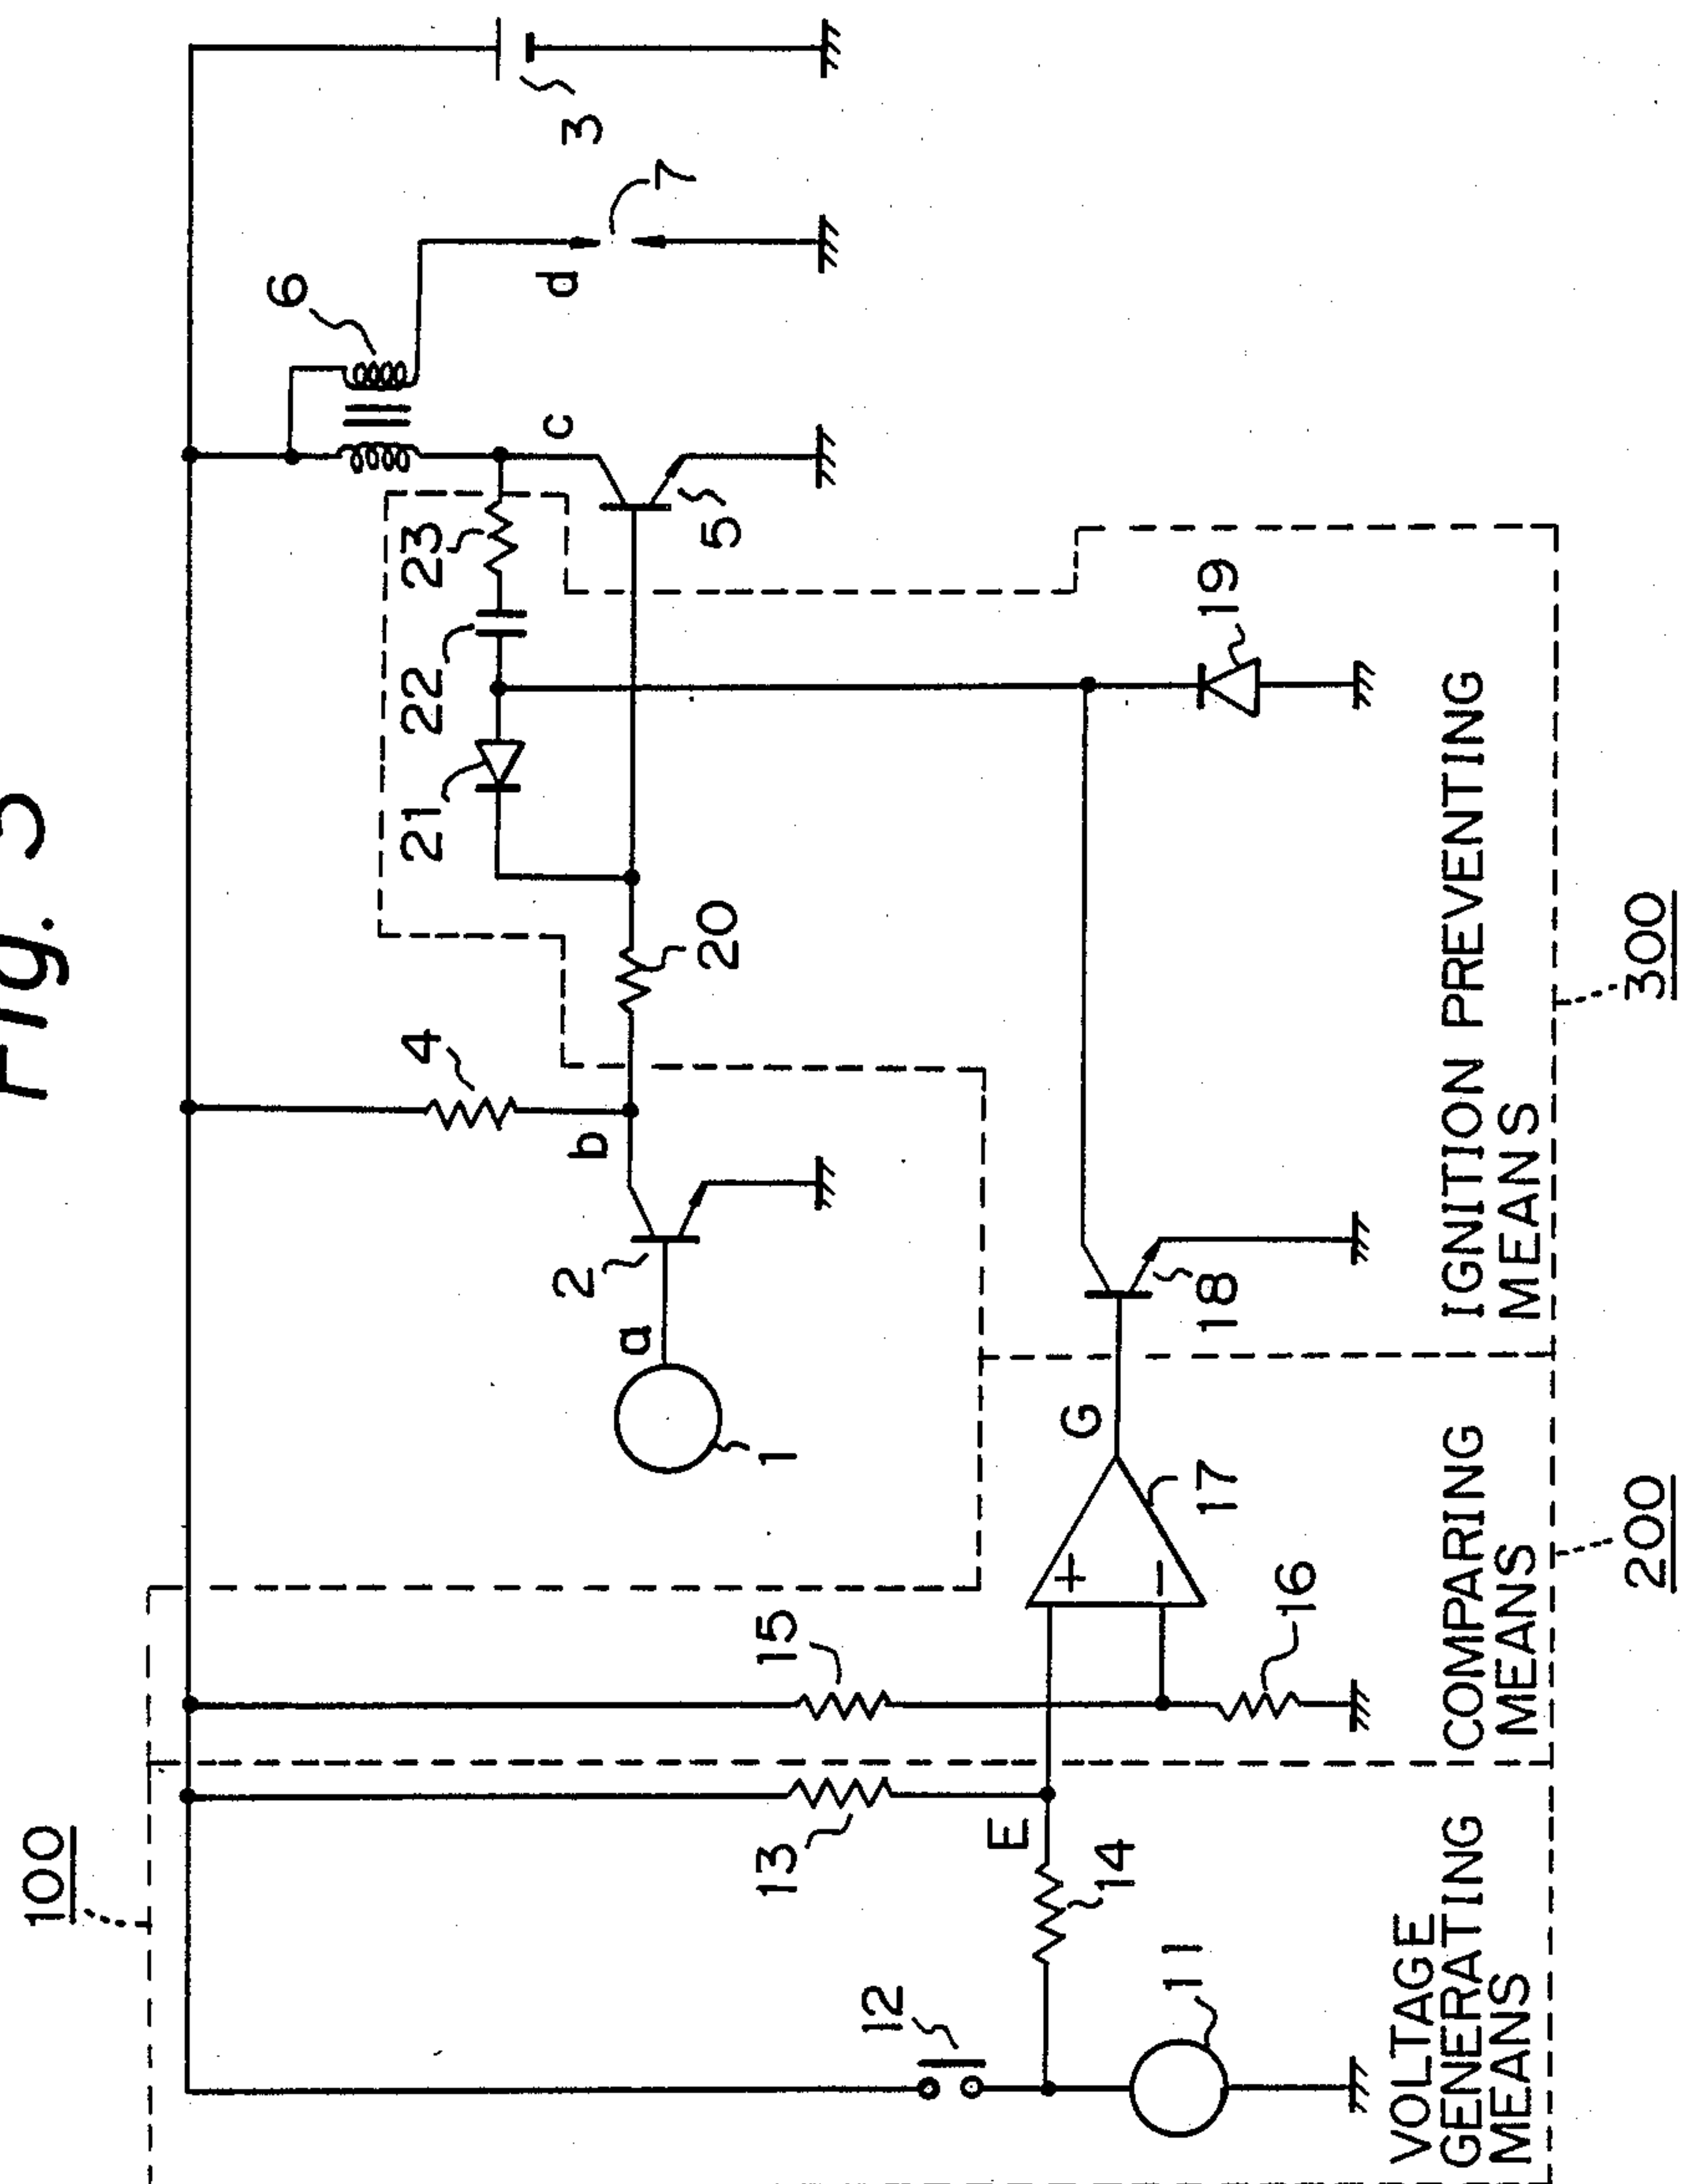 Fig.
100
6
4
21
22
23
c
d
2
b
3
a
7
20
5
13
15
1
12
E
+
G
14
−
11
17
18
19
16
VOLTAGE
GENERATING
MEANS
COMPARING
MEANS
IGNITION PREVENTING
MEANS
200
300